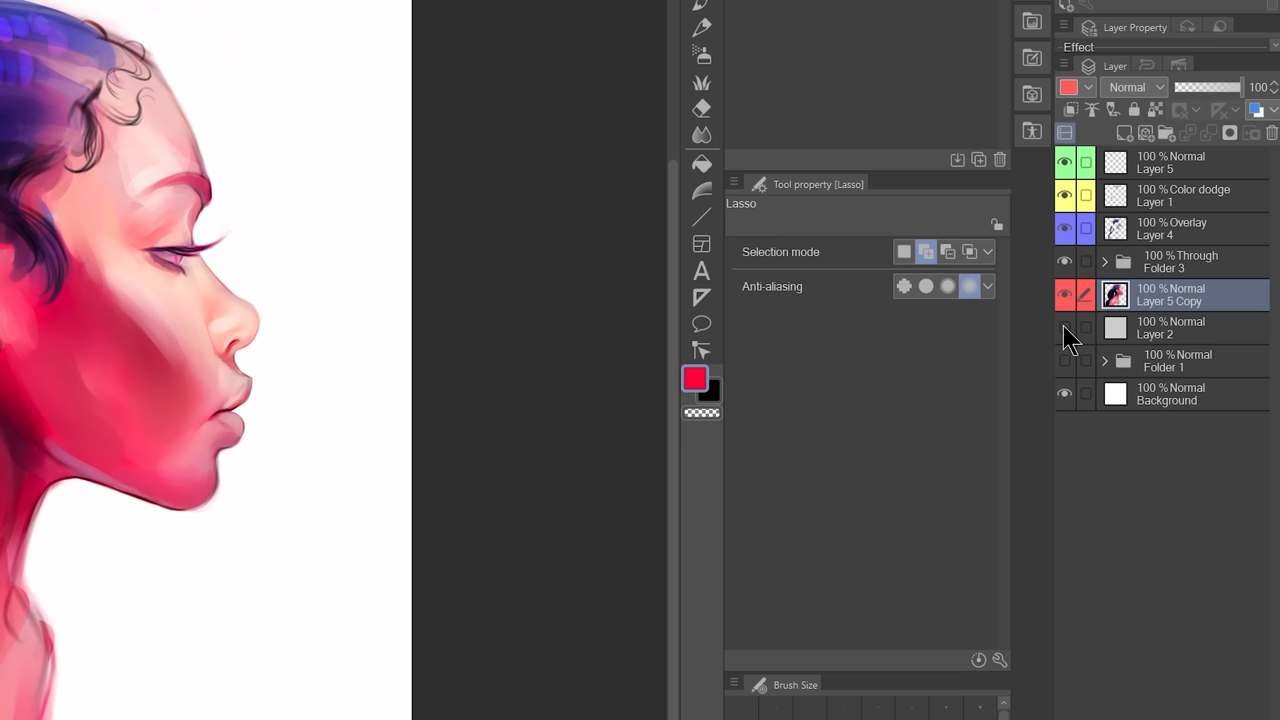 Layer Property
Effect
Layer
Normal
100
100 %Normal
Layer 5
100 %Color dodge
Layer 1
100 %Overlay
Layer 4
100 %Through
Folder 3
100 %Normal
Layer 5 Copy
100 %Normal
Layer 2
100 %Normal
Folder 1
100 %Normal
Background
Tool property [Lasso]
Lasso
Selection mode
Anti-aliasing
A
Brush Size